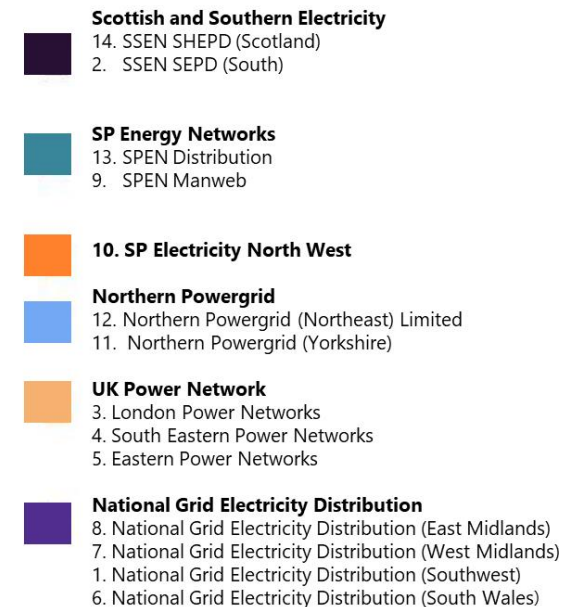 Scottish and Southern Electricity
14. SSEN SHEPD (Scotland)
2. SSEN SEPD (South)
SP Energy Networks
13. SPEN Distribution
9. SPEN Manweb
10. SP Electricity North West
Northern Powergrid
12. Northern Powergrid (Northeast) Limited
11. Northern Powergrid (Yorkshire)
UK Power Network
3. London Power Networks
4. South Eastern Power Networks
5. Eastern Power Networks
National Grid Electricity Distribution
8. National Grid Electricity Distribution (East Midlands)
7. National Grid Electricity Distribution (West Midlands)
1. National Grid Electricity Distribution (Southwest)
6. National Grid Electricity Distribution (South Wales)